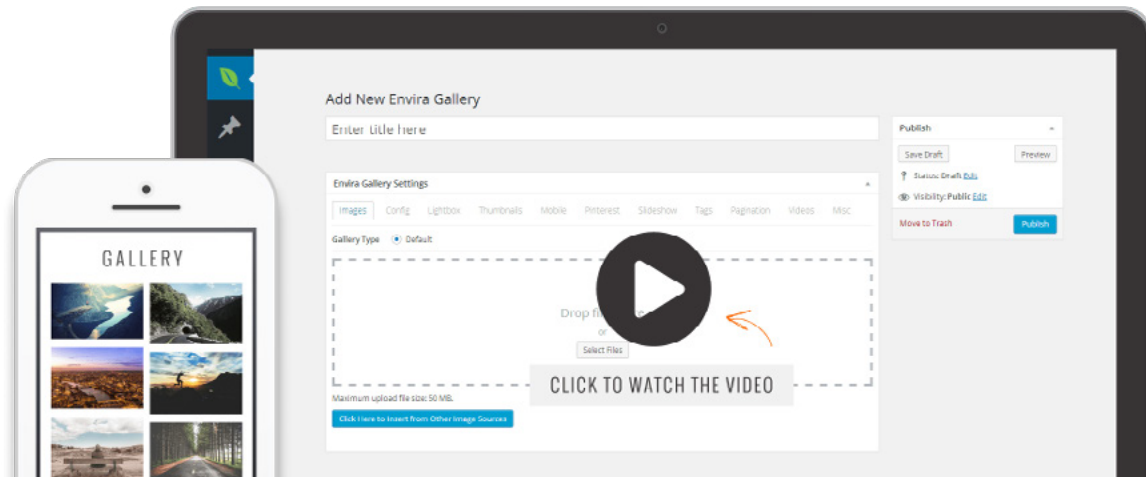 Add New Envira Gallery
Enter title here
Publish
Save Draft
Preview
Status: Draft Edit
Visibility: Public Edit
Move to Trash
Publish
Envira Gallery Settings
Images Config Lightbox Thumbnails Mobile Pinterest Slideshow Tags Pagination Videos Misc
Gallery Type Default
Drop
or
Select Files
CLICK TO WATCH THE VIDEO
Maximum upload file size: 50 MB.
Click Here to Insert from Other Image Sources
GALLERY